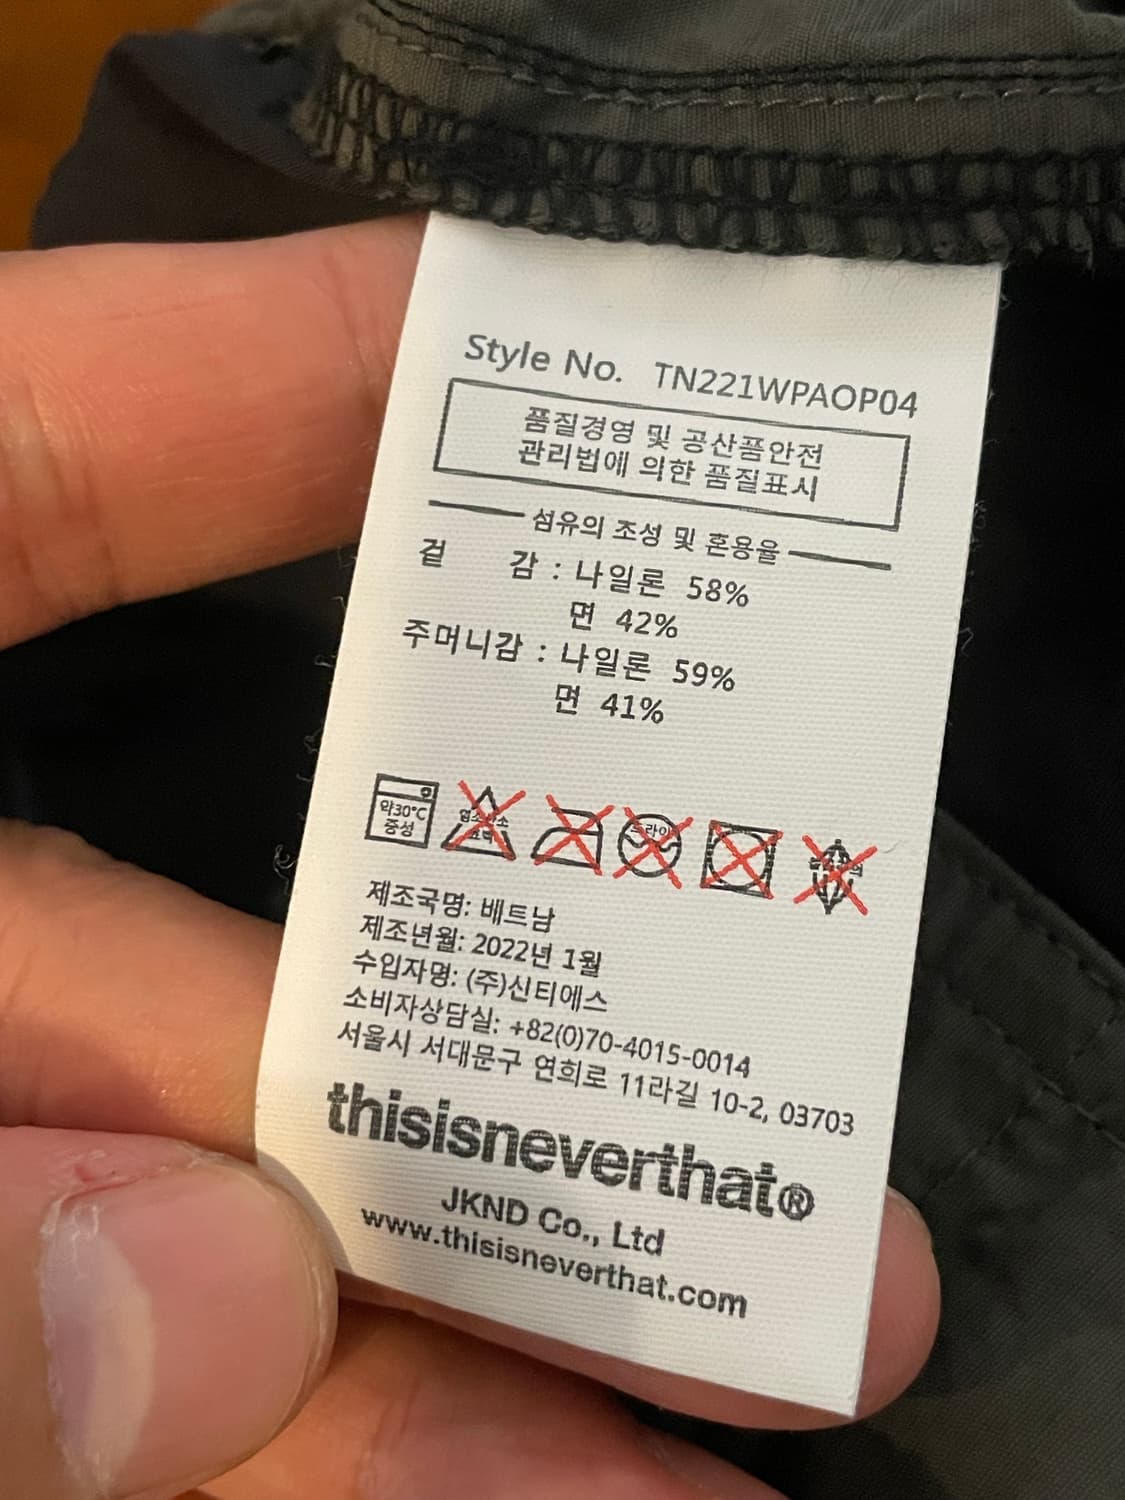 Style No. TN221WPAOP04
품질경영 및 공산품안전
관리법에 의한 품질표시
섬유의 조성 및 혼용율
겉 감 : 나일론 58%
면 42%
주머니감 : 나일론 59%
면 41%
약30℃
중성
드라이
제조국명: 베트남
제조년월: 2022년 1월
수입자명: (주)신티에스
소비자상담실: +82(0)70-4015-0014
서울시 서대문구 연희로 11라길 10-2, 03703
thisisneverthat®
JKND Co., Ltd
www.thisisneverthat.com